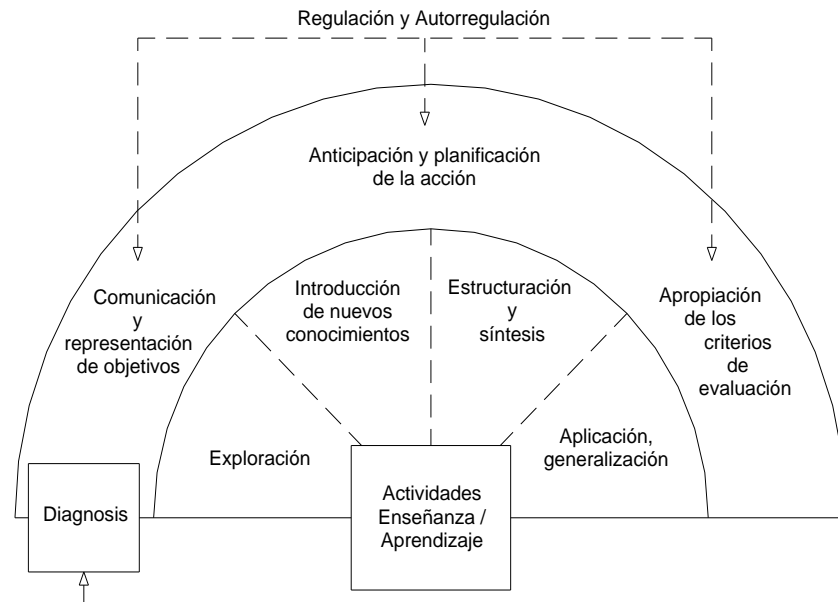 Regulación y Autorregulación
Anticipación y planificación
de la acción
Comunicación
y
representación
de objetivos
Introducción
de nuevos
conocimientos
Estructuración
y
síntesis
Apropiación
de los
criterios
de
evaluación
Exploración
Aplicación,
generalización
Diagnosis
Actividades
Enseñanza /
Aprendizaje